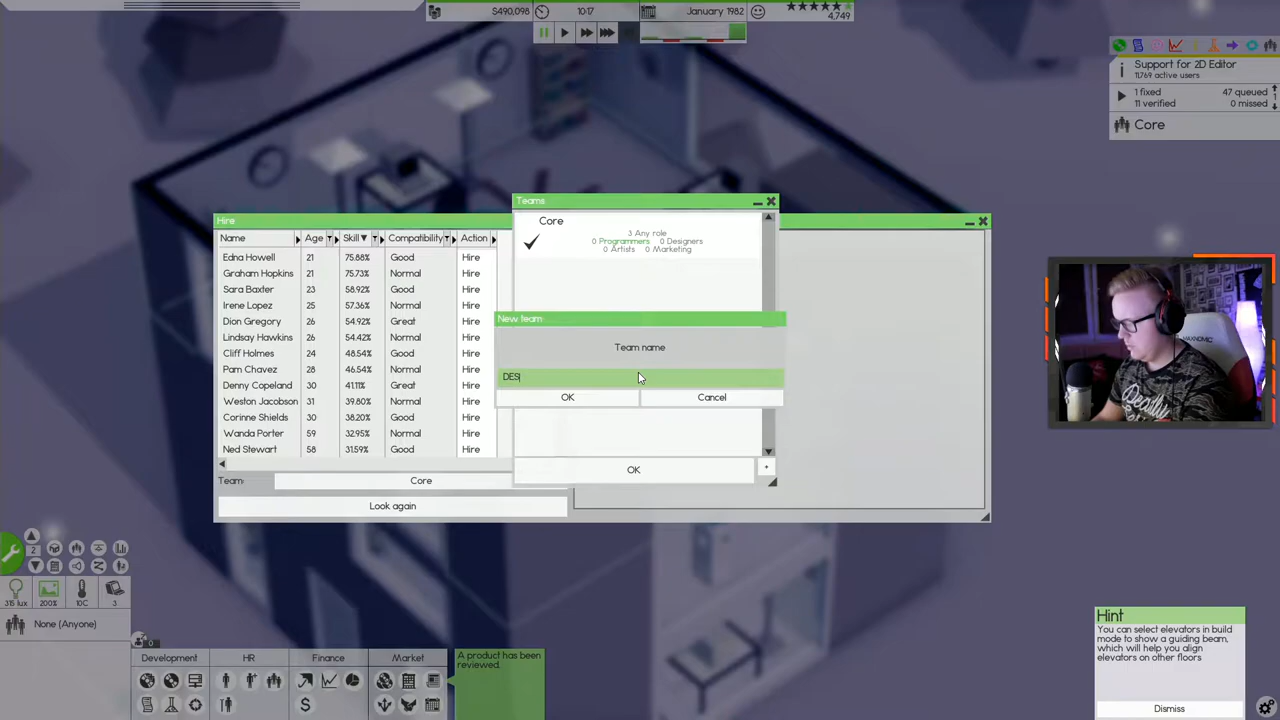 $490,098
10:17
January 1982
4,749
Support for 2D Editor
11,769 active users
1 fixed 47 queued
11 verified 0 missed
Core
Teams
Core
3 Any role
0 Programmers 0 Designers
0 Artists 0 Marketing
Hire
Name Age Skill Compatibility Action
Edna Howell 21 75.88% Good Hire
Graham Hopkins 21 75.73% Normal Hire
Sara Baxter 23 58.92% Good Hire
Irene Lopez 25 57.36% Normal Hire
Dion Gregory 26 54.92% Great Hire
Lindsay Hawkins 26 54.42% Normal Hire
Cliff Holmes 24 48.54% Good Hire
Pam Chavez 28 46.54% Normal Hire
Denny Copeland 30 41.11% Great Hire
Weston Jacobson 31 39.80% Normal Hire
Corinne Shields 30 38.20% Good Hire
Wanda Porter 59 32.95% Normal Hire
Ned Stewart 58 31.59% Good Hire
New team
Team name
DES
OK Cancel
OK
+
Team: Core
Look again
2
315 lux 200% 10C 3
None (Anyone)
Development HR Finance Market
A product has been
reviewed.
Hint
You can select elevators in build
mode to show a guiding beam,
which will help you align
elevators on other floors
Dismiss